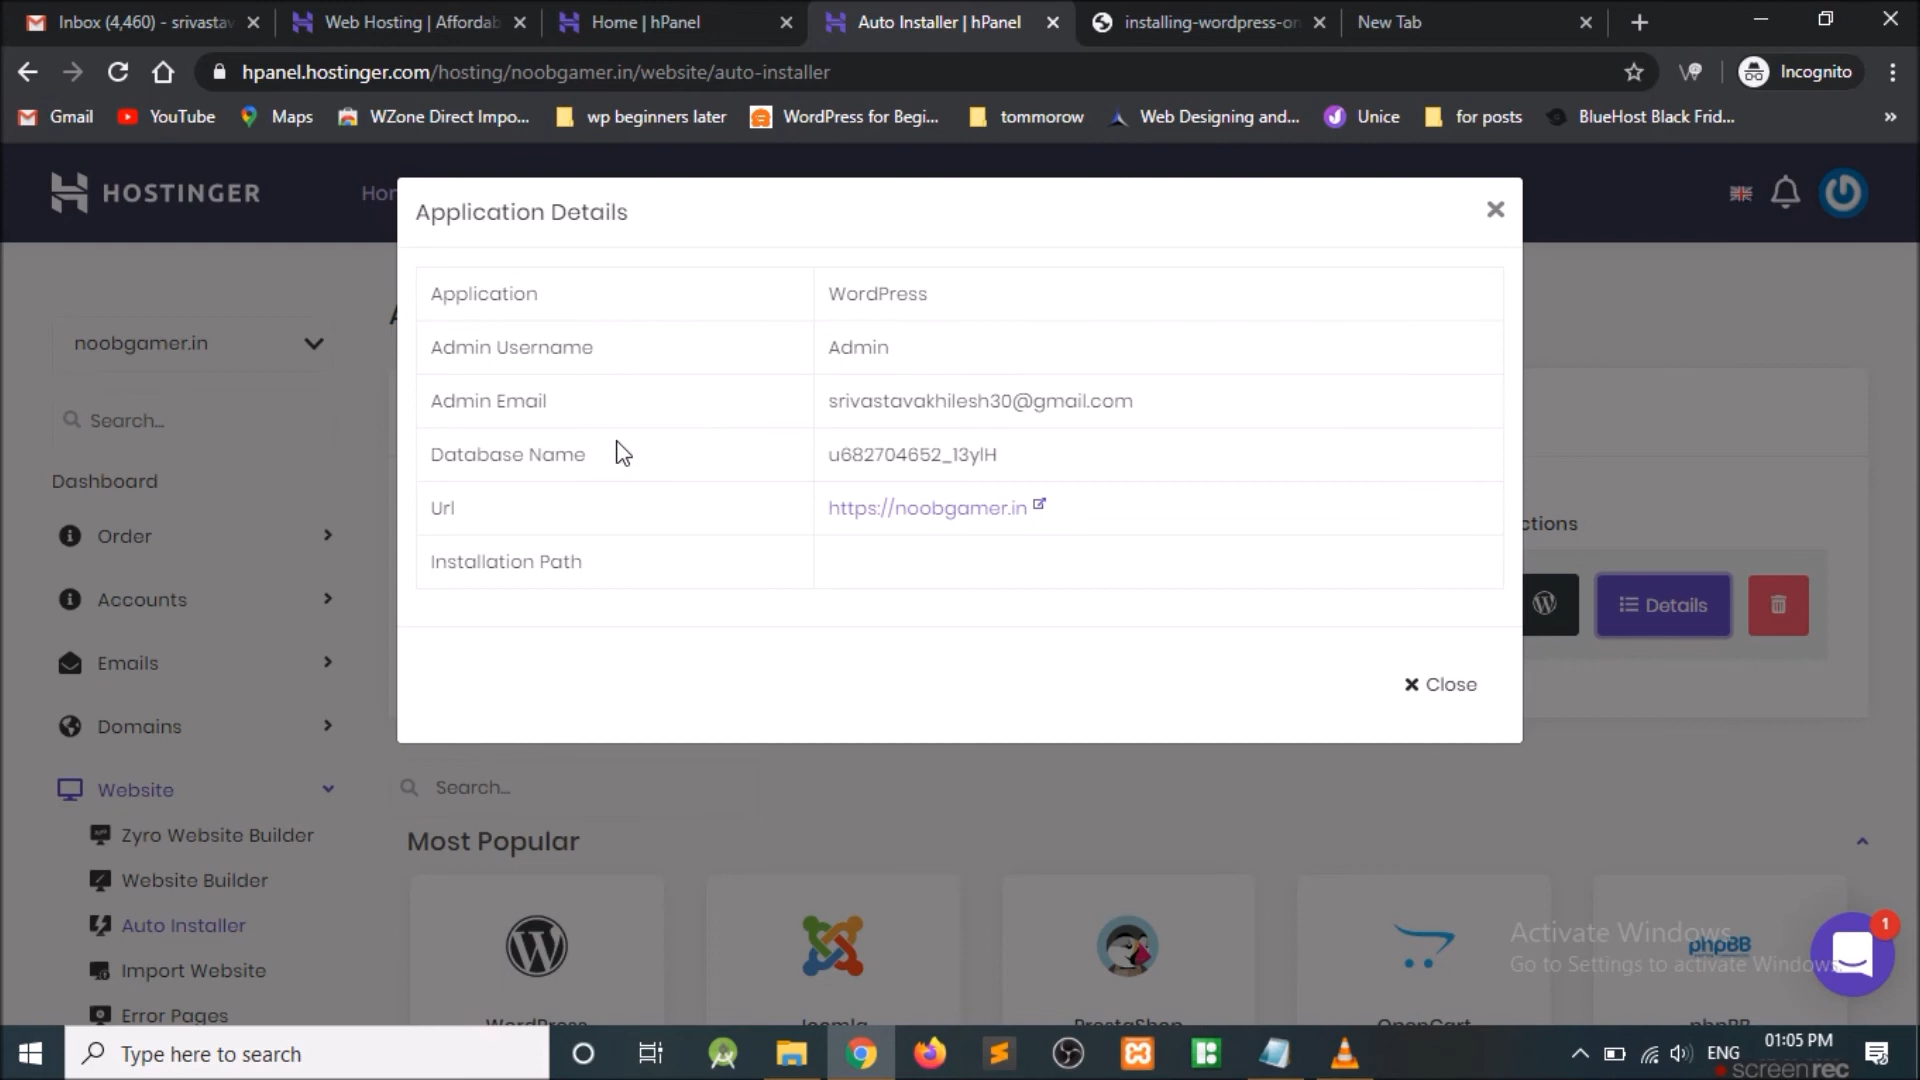 Inbox (4,460) - srivastav
Web Hosting | Affordab
Home | hPanel
Auto Installer | hPanel
installing-wordpress-on
New Tab
hpanel.hostinger.com/hosting/noobgamer.in/website/auto-installer
Incognito
Gmail
YouTube
Maps
WZone Direct Impo...
wp beginners later
WordPress for Begi...
tommorow
Web Designing and...
Unice
for posts
BlueHost Black Frid...
HOSTINGER
Hor
Application Details
Application WordPress
Admin Username Admin
Admin Email srivastavakhilesh30@gmail.com
Database Name u682704652_13ylH
Url https://noobgamer.in
Installation Path
Close
noobgamer.in
Search...
Dashboard
Order
Accounts
Emails
Domains
Website
Zyro Website Builder
Website Builder
Auto Installer
Import Website
Error Pages
ctions
Details
Search...
Most Popular
WordPress
Joomla
PrestaShop
OpenCart
phpBB
phpBB
1
Activate Windows
Go to Settings to activate Windows.
Type here to search
ENG
01:05 PM
screenrec